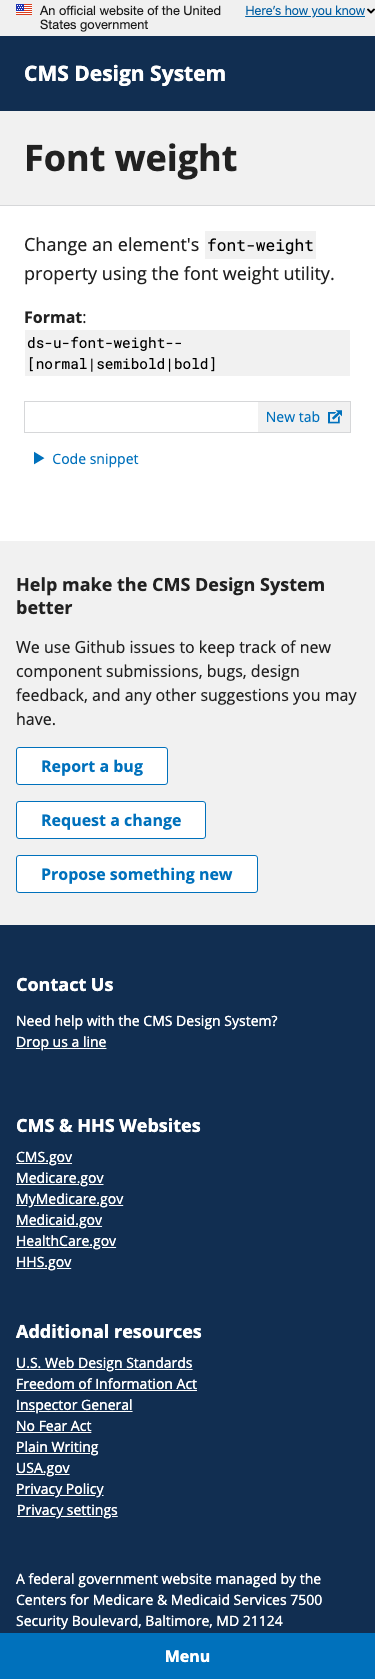 An official website of the United
States government
Here's how you know
CMS Design System
Font weight
Change an element's font-weight
property using the font weight utility.
Format:
ds-u-font-weight--
[normal|semibold|bold]
New tab
Code snippet
Help make the CMS Design System
better
We use Github issues to keep track of new
component submissions, bugs, design
feedback, and any other suggestions you may
have.
Report a bug
Request a change
Propose something new
Contact Us
Need help with the CMS Design System?
Drop us a line
CMS & HHS Websites
CMS.gov
Medicare.gov
MyMedicare.gov
Medicaid.gov
HealthCare.gov
HHS.gov
Additional resources
U.S. Web Design Standards
Freedom of Information Act
Inspector General
No Fear Act
Plain Writing
USA.gov
Privacy Policy
Privacy settings
A federal government website managed by the
Centers for Medicare & Medicaid Services 7500
Security Boulevard, Baltimore, MD 21124
Menu